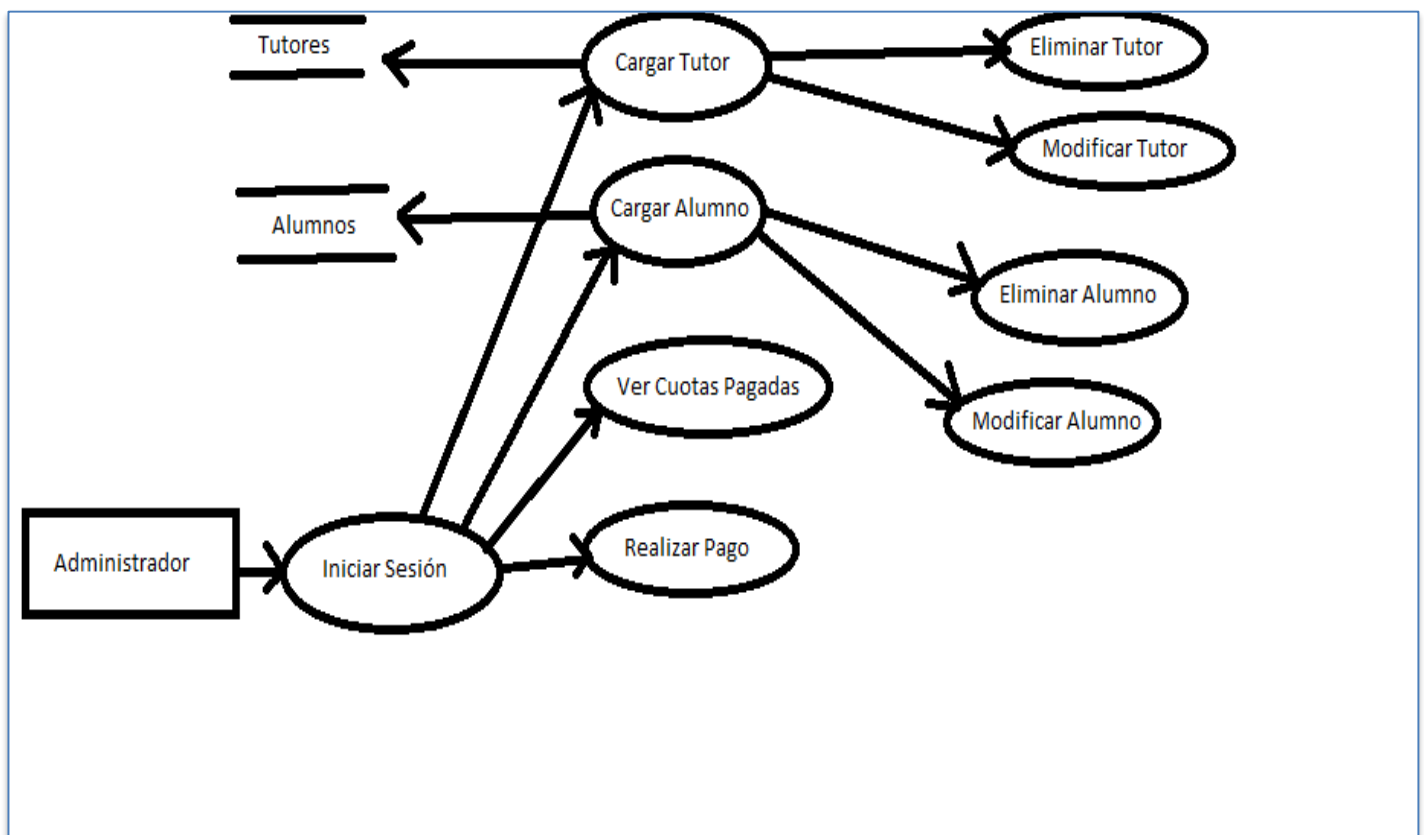 Tutores
Cargar Tutor
Eliminar Tutor
Modificar Tutor
Alumnos
Cargar Alumno
Eliminar Alumno
Ver Cuotas Pagadas
Modificar Alumno
Administrador
Iniciar Sesión
Realizar Pago